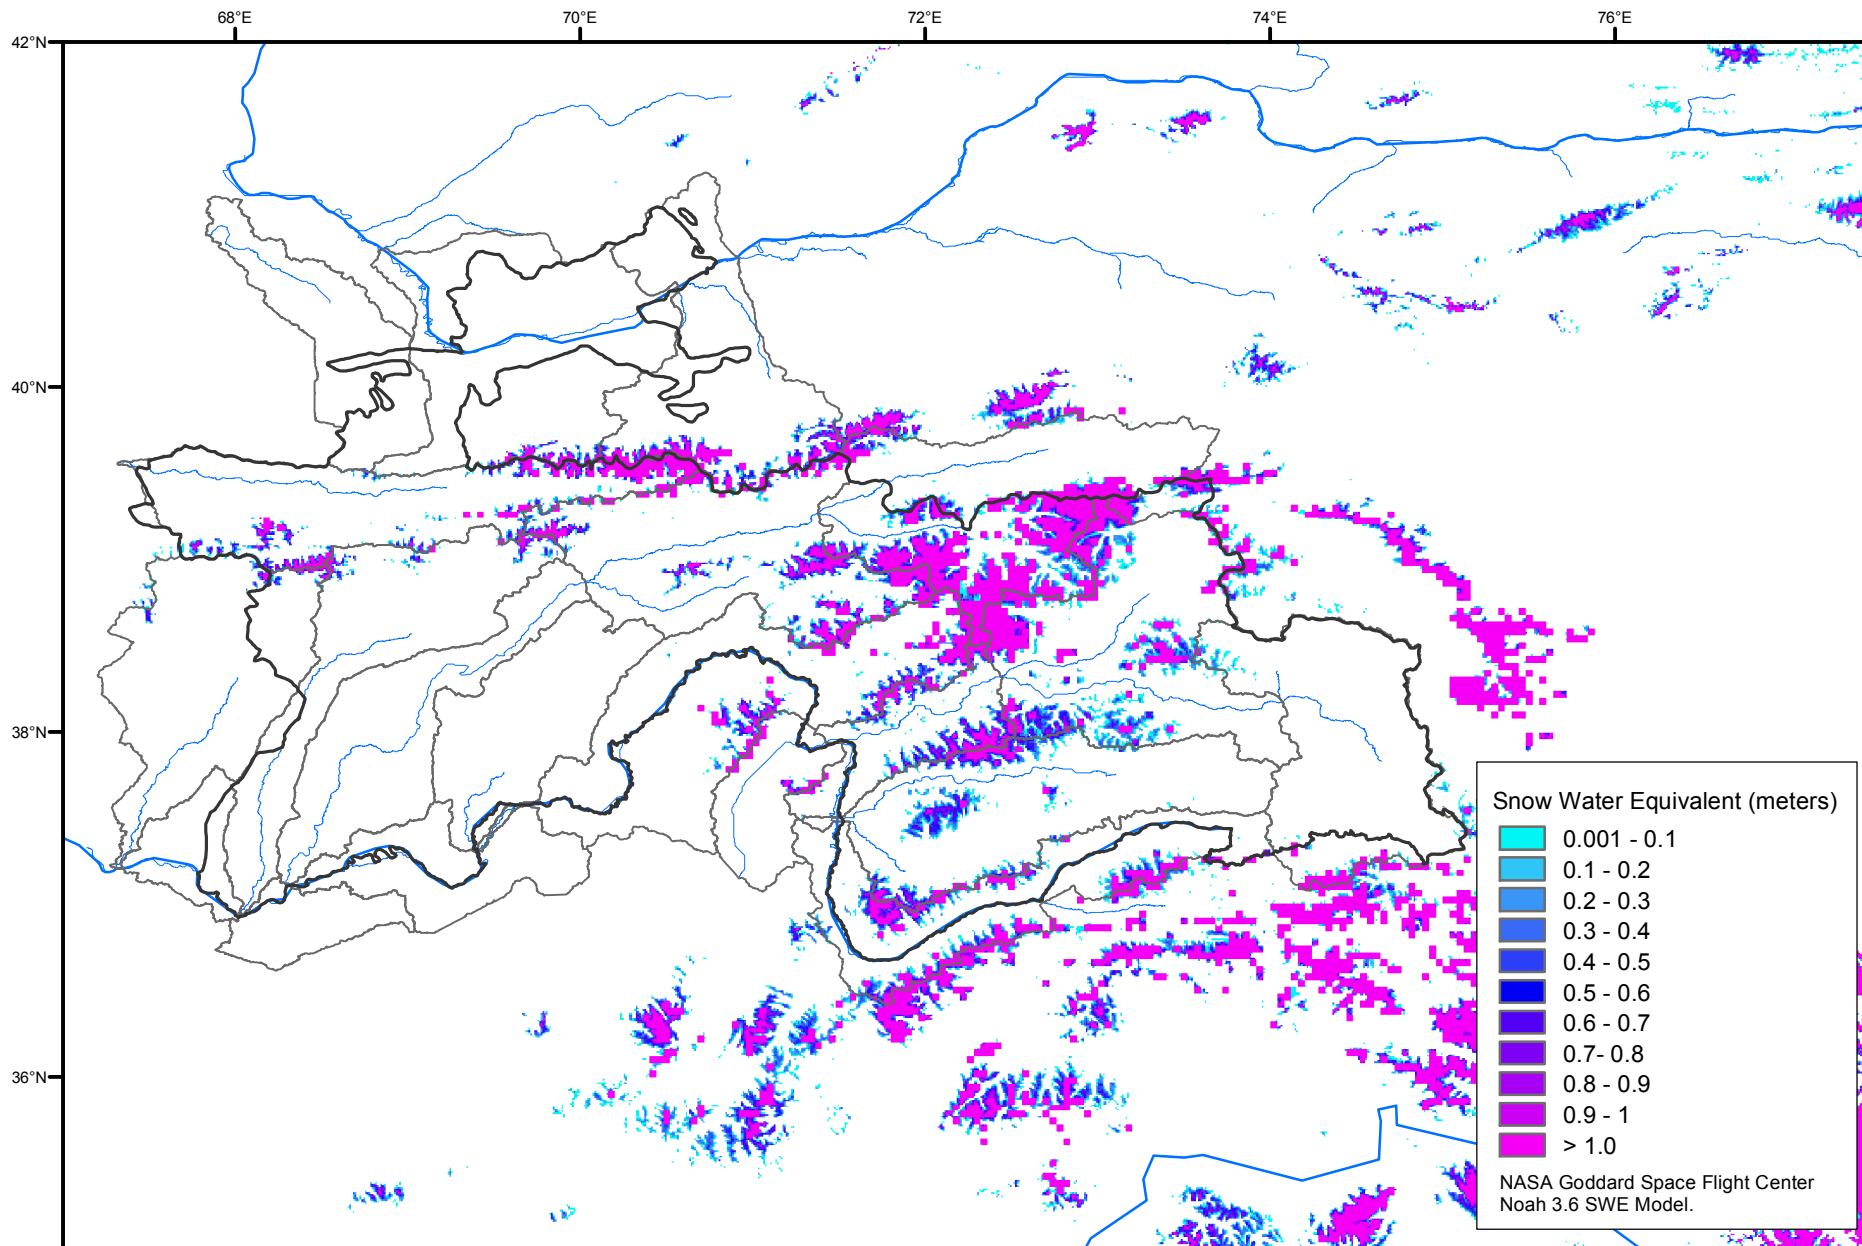 68°E
70°E
72°E
74°E
76°E
42°N
40°N
38°N
36°N
Snow Water Equivalent (meters)
0.001 - 0.1
0.1 - 0.2
0.2 - 0.3
0.3 - 0.4
0.4 - 0.5
0.5 - 0.6
0.6 - 0.7
0.7- 0.8
0.8 - 0.9
0.9 - 1
> 1.0
NASA Goddard Space Flight Center
Noah 3.6 SWE Model.